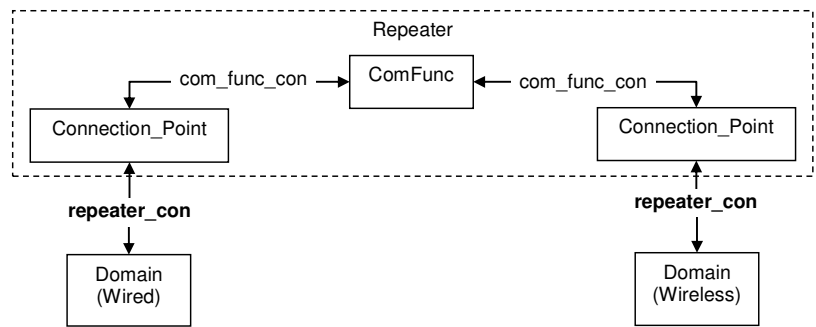 Repeater
com_func_con
ComFunc
com_func_con
Connection_Point
Connection_Point
repeater_con
repeater_con
Domain
(Wired)
Domain
(Wireless)